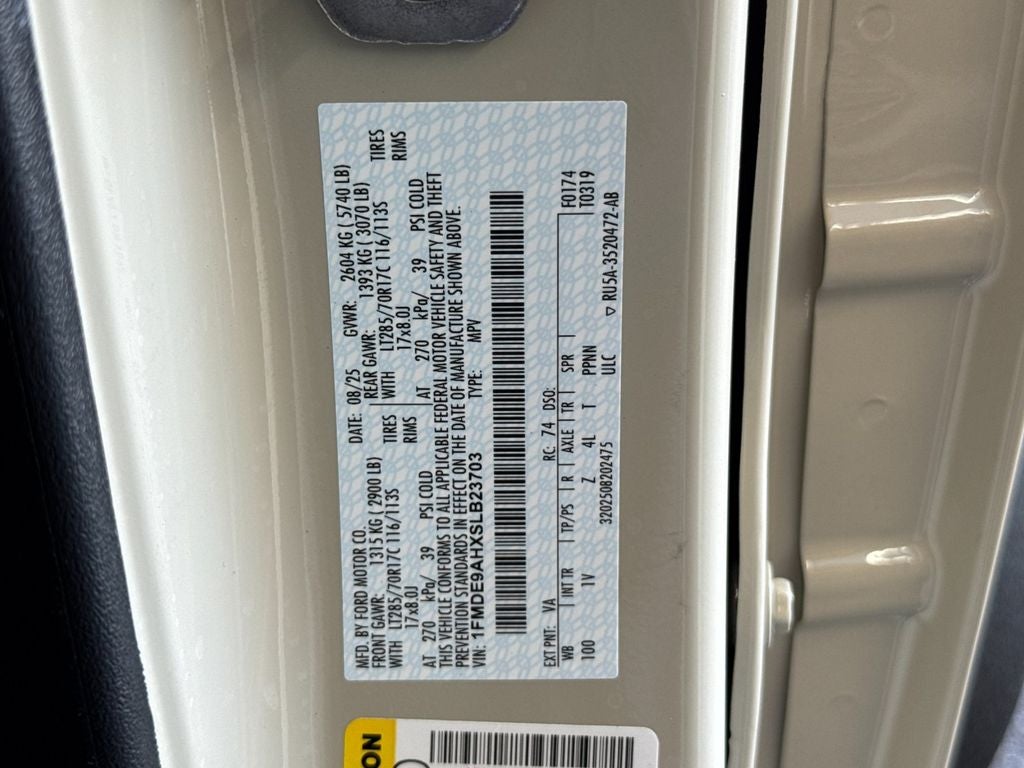 MFD. BY FORD MOTOR CO.
DATE: 08/25 GVWR: 2604 KG ( 5740 LB)
FRONT GAWR: 1315 KG ( 2900 LB) REAR GAWR: 1393 KG ( 3070 LB)
WITH LT285/70R17C 116/113S TIRES WITH LT285/70R17C 116/113S TIRES
17x8.0J RIMS 17x8.0J RIMS
AT 270 kPa/ 39 PSI COLD AT 270 kPa/ 39 PSI COLD
THIS VEHICLE CONFORMS TO ALL APPLICABLE FEDERAL MOTOR VEHICLE SAFETY AND THEFT
PREVENTION STANDARDS IN EFFECT ON THE DATE OF MANUFACTURE SHOWN ABOVE.
VIN: 1FMDE9AHXSLB23703 TYPE: MPV
EXT PNT: VA RC: 74 DSO: F0174
WB INT TR TP/PS R AXLE TR SPR T0319
100 1V Z 4L T PPNN
3202508202475 ULC
▽ RU5A-3520472-AB
ON